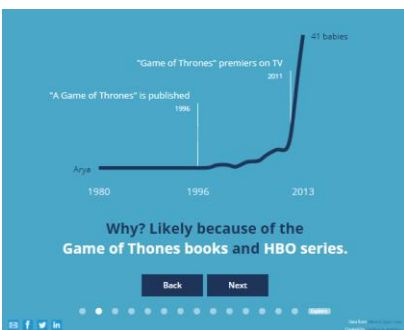 41 babies
"Game of Thrones" premiers on TV
2011
"A Game of Thrones" is published
1996
Arya
1980 1996 2013
Why? Likely because of the
Game of Thones books and HBO series.
Back Next